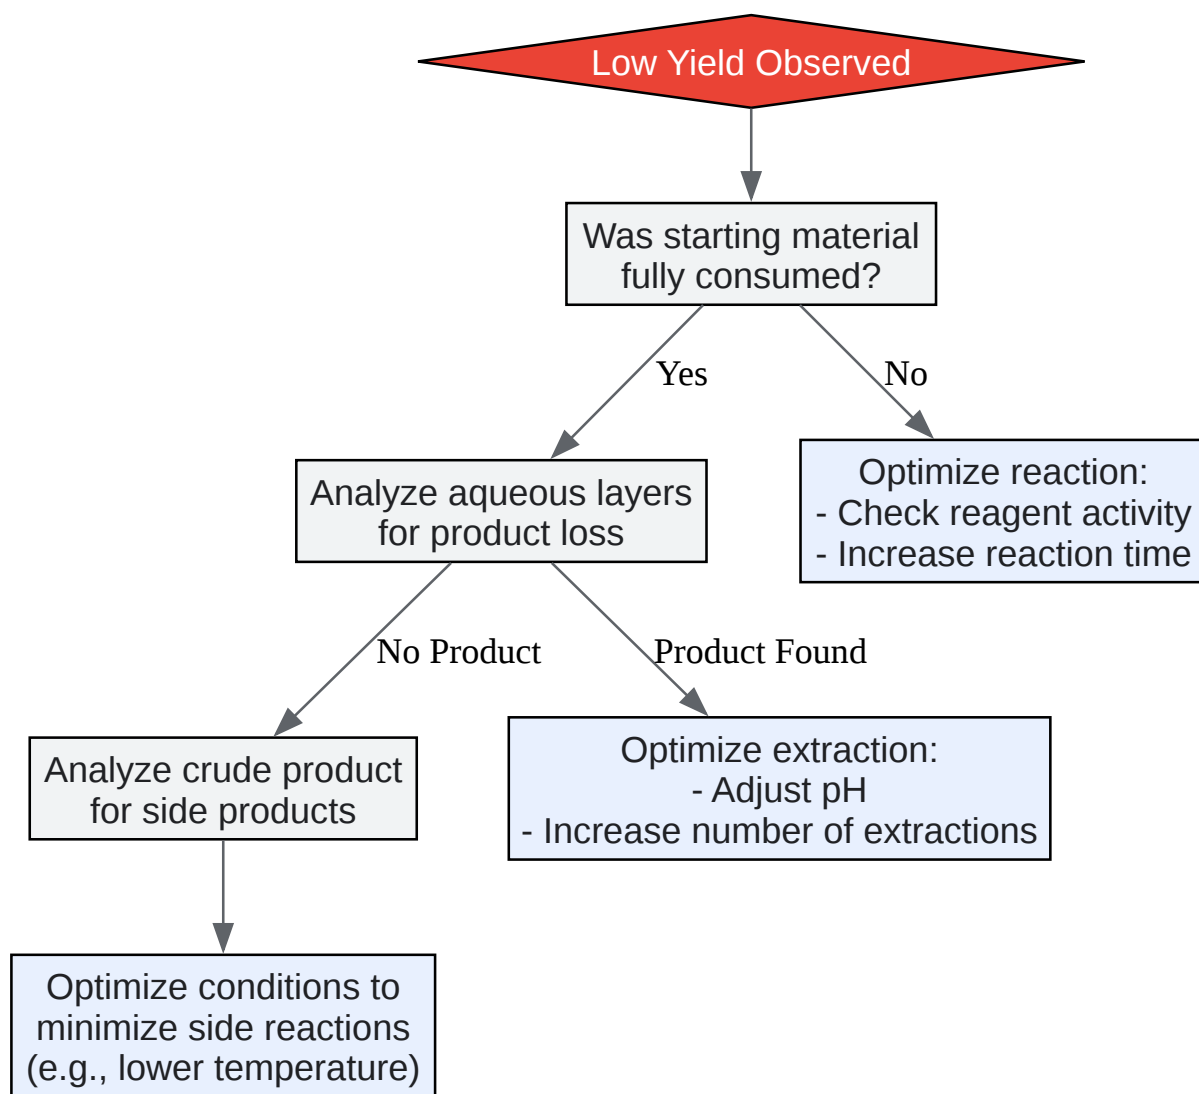 Low Yield Observed
Was starting material
fully consumed?
Yes
No
Analyze aqueous layers
for product loss
Optimize reaction:
- Check reagent activity
- Increase reaction time
No Product
Product Found
Analyze crude product
for side products
Optimize extraction:
- Adjust pH
- Increase number of extractions
Optimize conditions to
minimize side reactions
(e.g., lower temperature)